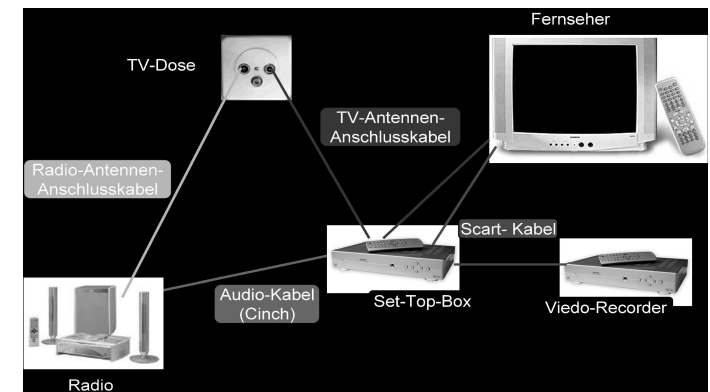 Fernseher
TV-Dose
TV-Antennen-
Anschlusskabel
Radio-Antennen-
Anschlusskabel
Scart- Kabel
Audio-Kabel
(Cinch)
Set-Top-Box
Viedo-Recorder
Radio